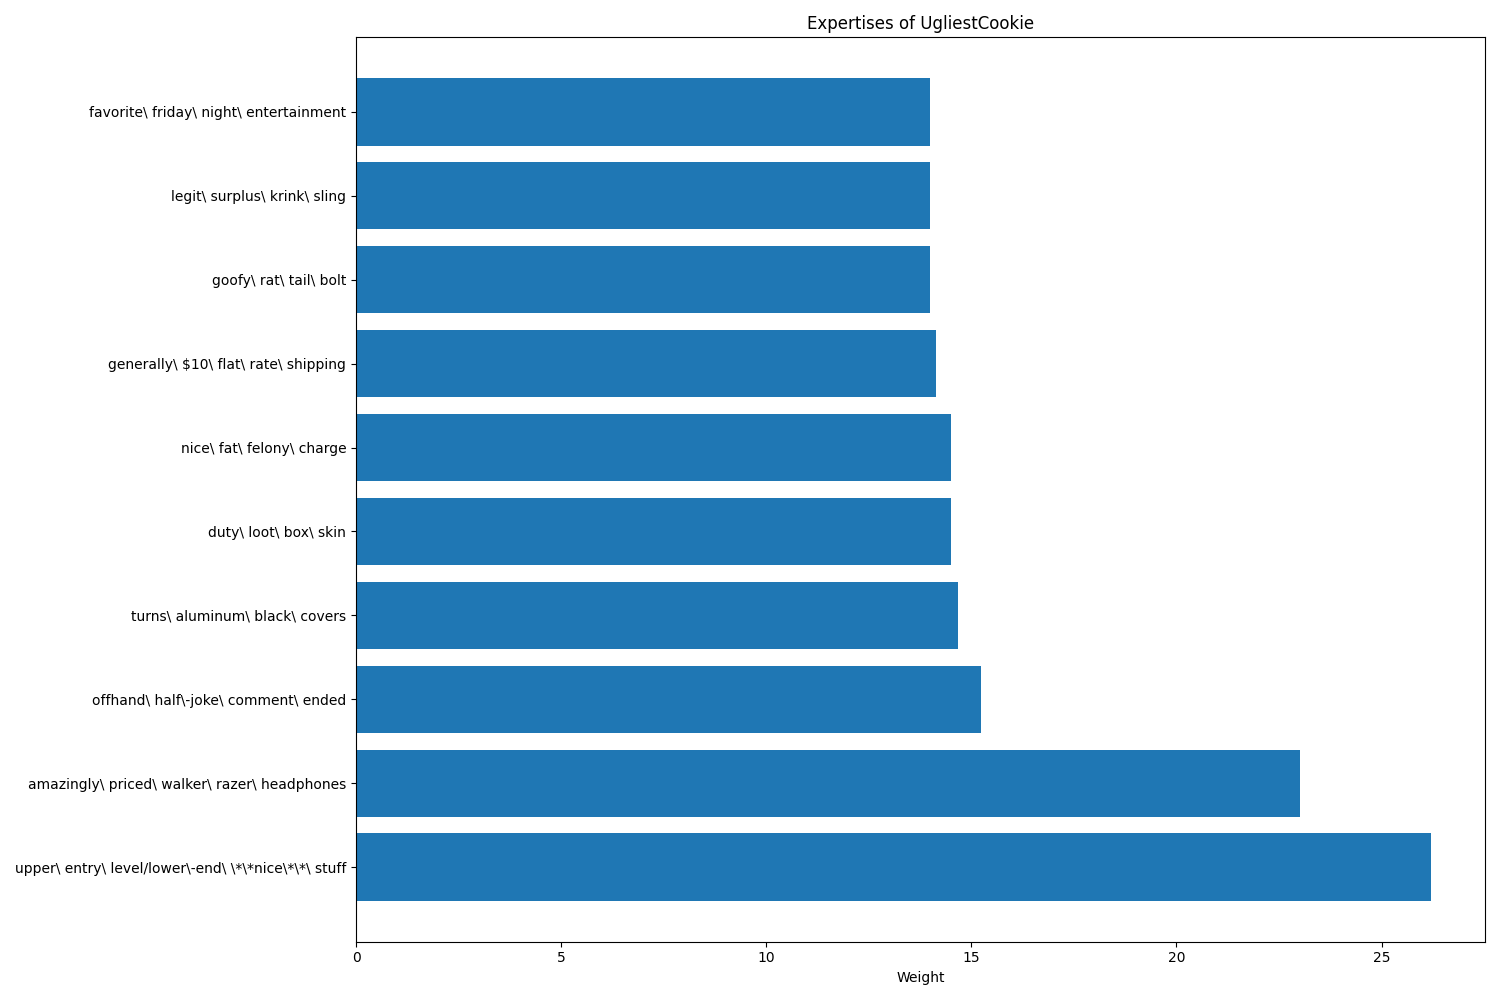 Expertises of UgliestCookie
favorite\ friday\ night\ entertainment
legit\ surplus\ krink\ sling
goofy\ rat\ tail\ bolt
generally\ $10\ flat\ rate\ shipping
nice\ fat\ felony\ charge
duty\ loot\ box\ skin
turns\ aluminum\ black\ covers
offhand\ half\-joke\ comment\ ended
amazingly\ priced\ walker\ razer\ headphones
upper\ entry\ level/lower\-end\ \*\*nice\*\*\ stuff
0 5 10 15 20 25
Weight